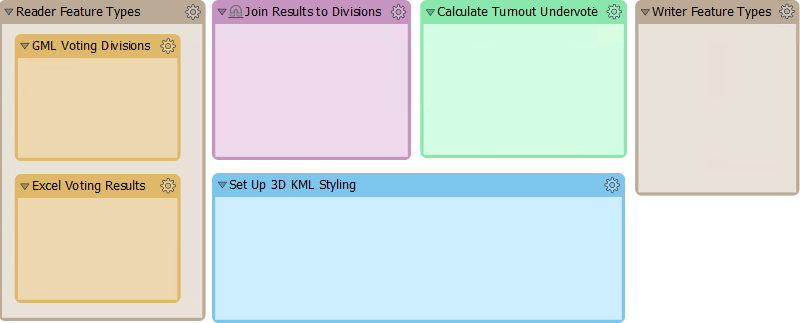 Reader Feature Types
GML Voting Divisions
Excel Voting Results
Join Results to Divisions
Calculate Turnout Undervote
Set Up 3D KML Styling
Writer Feature Types